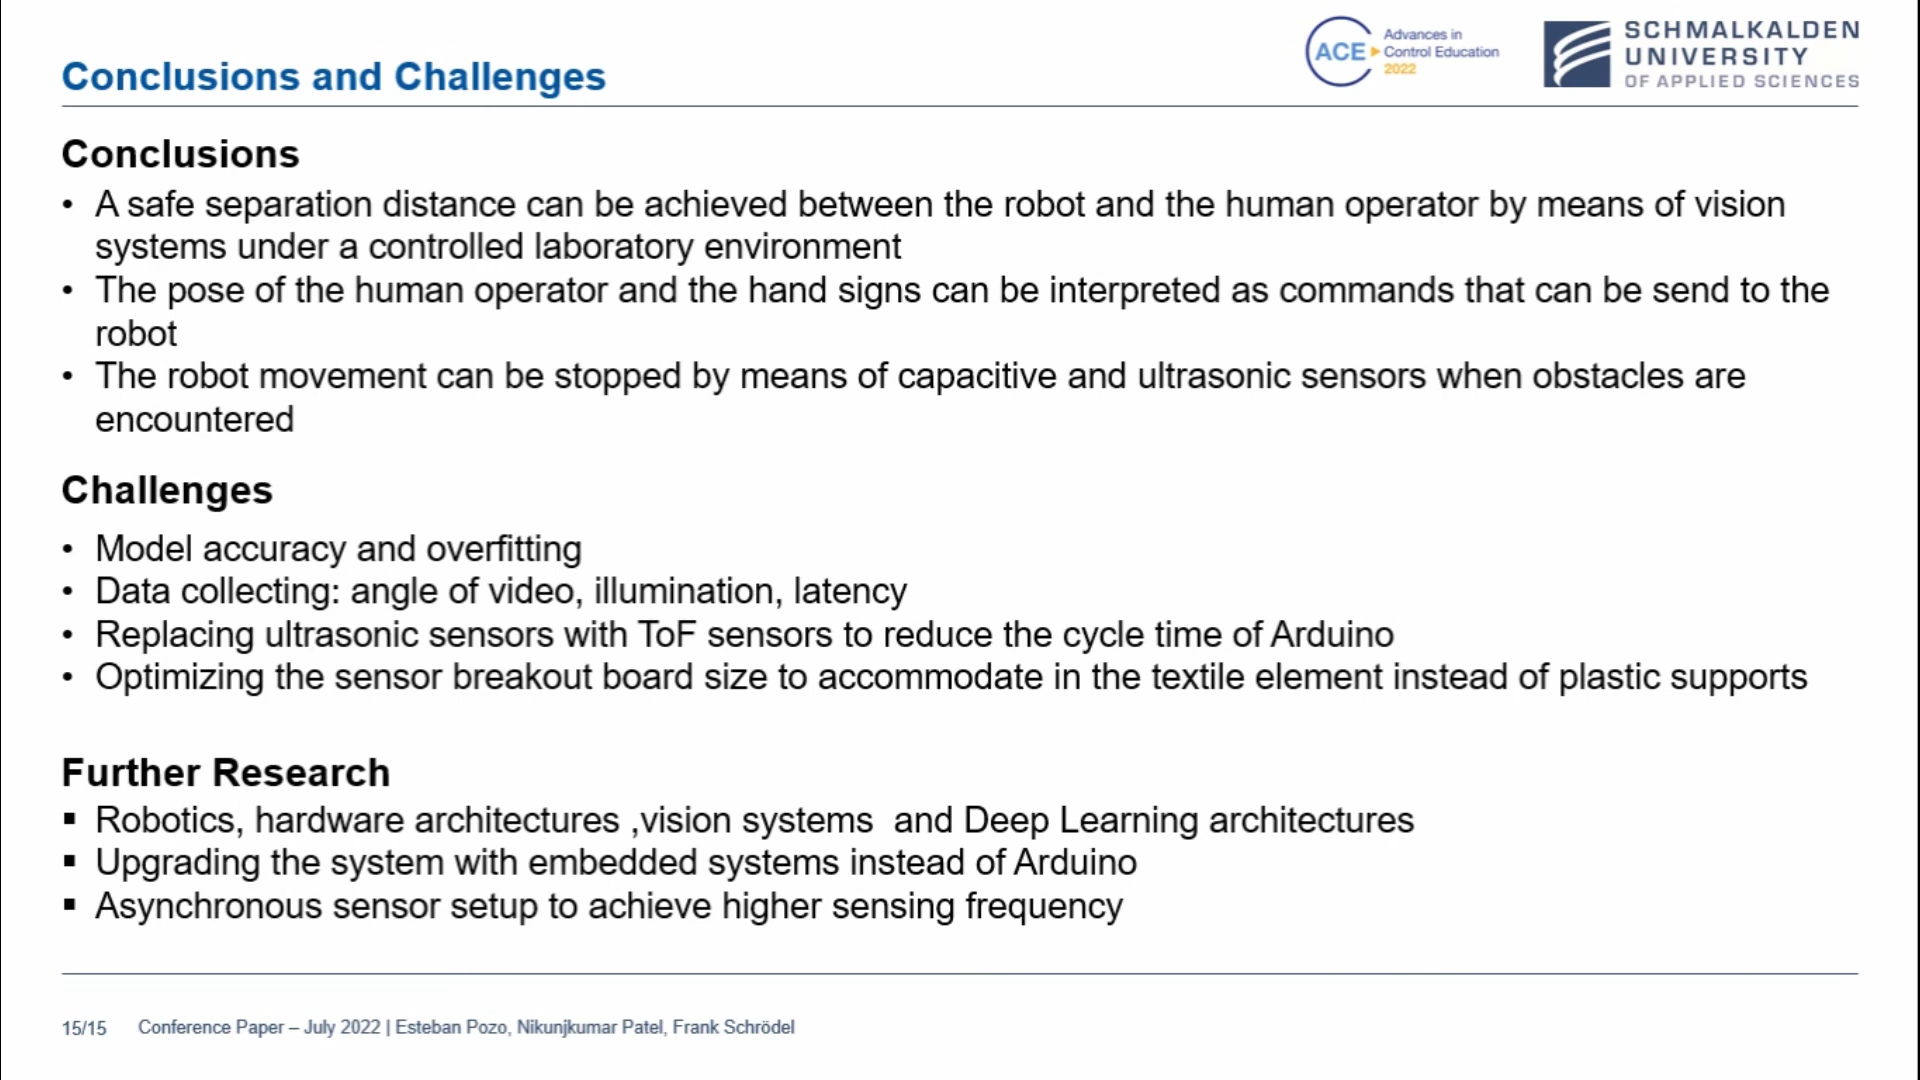 Conclusions and Challenges
ACE
Advances in
Control Education
2022
SCHMALKALDEN
UNIVERSITY
OF APPLIED SCIENCES
Conclusions
• A safe separation distance can be achieved between the robot and the human operator by means of vision
systems under a controlled laboratory environment
• The pose of the human operator and the hand signs can be interpreted as commands that can be send to the
robot
• The robot movement can be stopped by means of capacitive and ultrasonic sensors when obstacles are
encountered
Challenges
• Model accuracy and overfitting
• Data collecting: angle of video, illumination, latency
• Replacing ultrasonic sensors with ToF sensors to reduce the cycle time of Arduino
• Optimizing the sensor breakout board size to accommodate in the textile element instead of plastic supports
Further Research
▪ Robotics, hardware architectures ,vision systems  and Deep Learning architectures
▪ Upgrading the system with embedded systems instead of Arduino
▪ Asynchronous sensor setup to achieve higher sensing frequency
15/15 Conference Paper – July 2022 | Esteban Pozo, Nikunjkumar Patel, Frank Schrödel